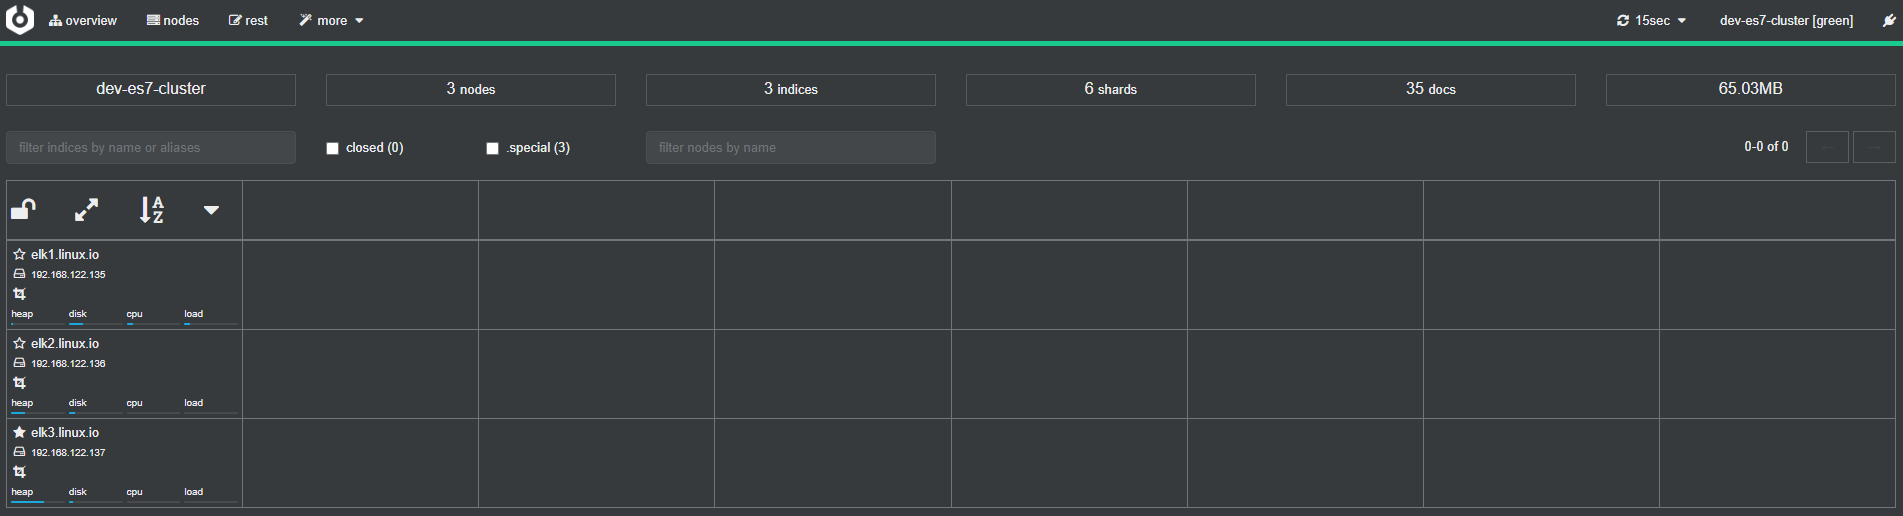 overview nodes rest more 15sec dev-es7-cluster [green]
dev-es7-cluster 3 nodes 3 indices 6 shards 35 docs 65.03MB
filter indices by name or aliases closed (0) .special (3) filter nodes by name 0-0 of 0
A
Z
elk1.linux.io
192.168.122.135
heap disk cpu load
elk2.linux.io
192.168.122.136
heap disk cpu load
elk3.linux.io
192.168.122.137
heap disk cpu load